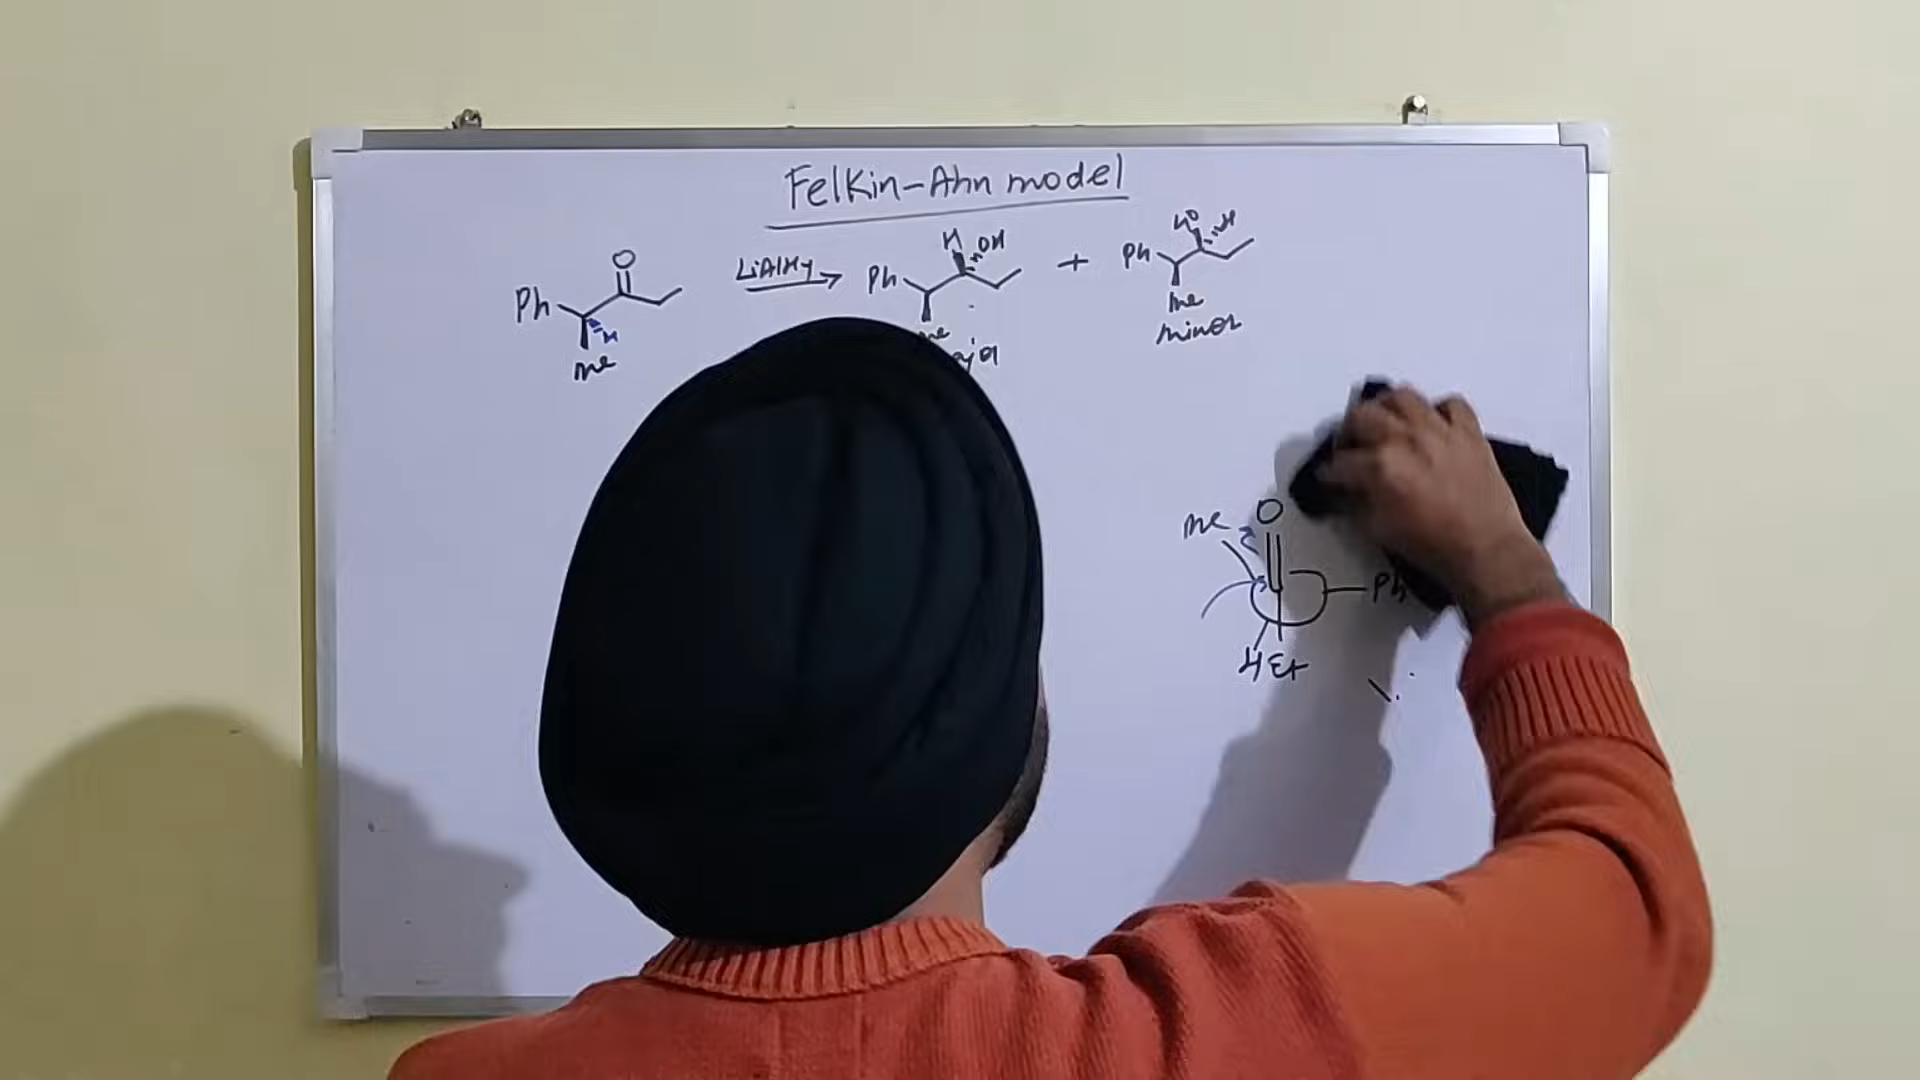 Felkin-Ahn model
O
Ph
H
Me
LiAlH4
H OH
Ph
+
HO H
Ph
Me
minor
Me O
Ph
H Et